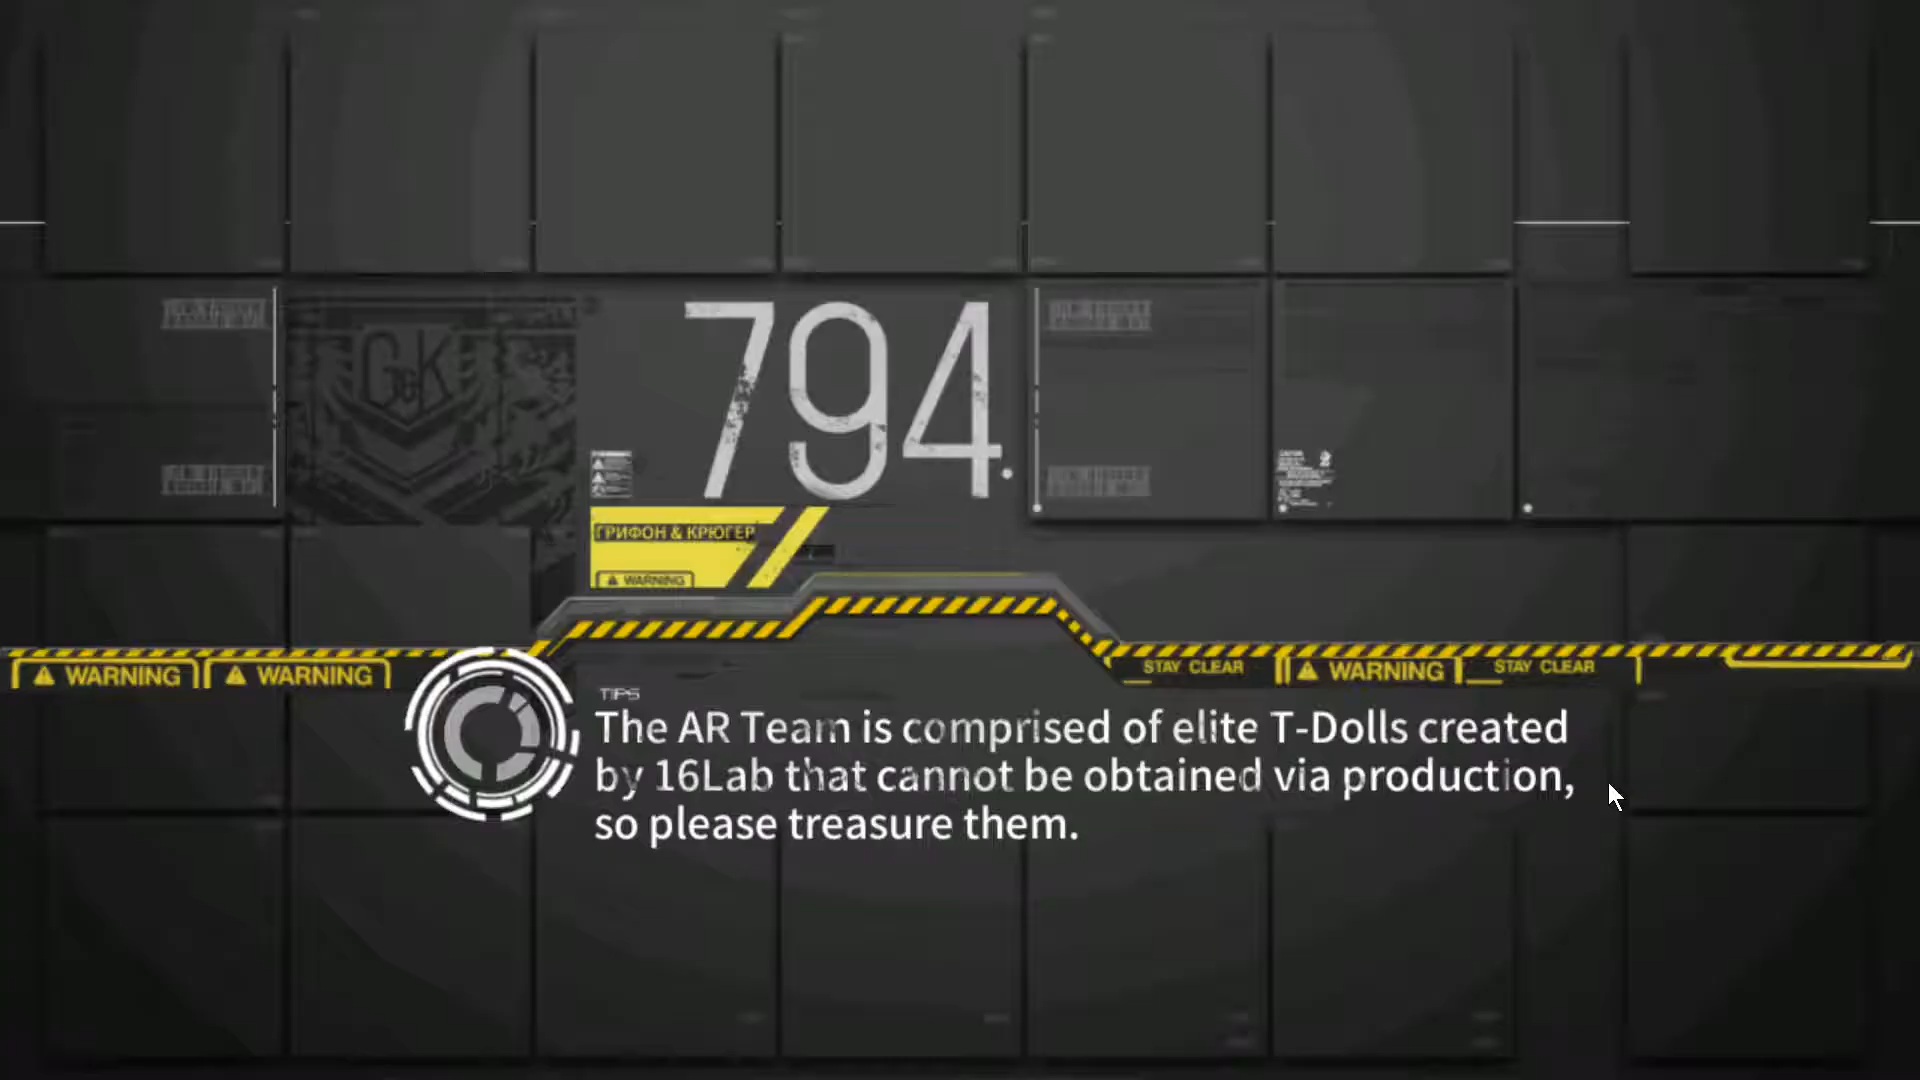 G&K
794.
ГРИФОН & КРЮГЕР
WARNING
WARNING
WARNING
STAY CLEAR
WARNING
STAY CLEAR
TIPS
The AR Team is comprised of elite T-Dolls created
by 16Lab that cannot be obtained via production,
so please treasure them.